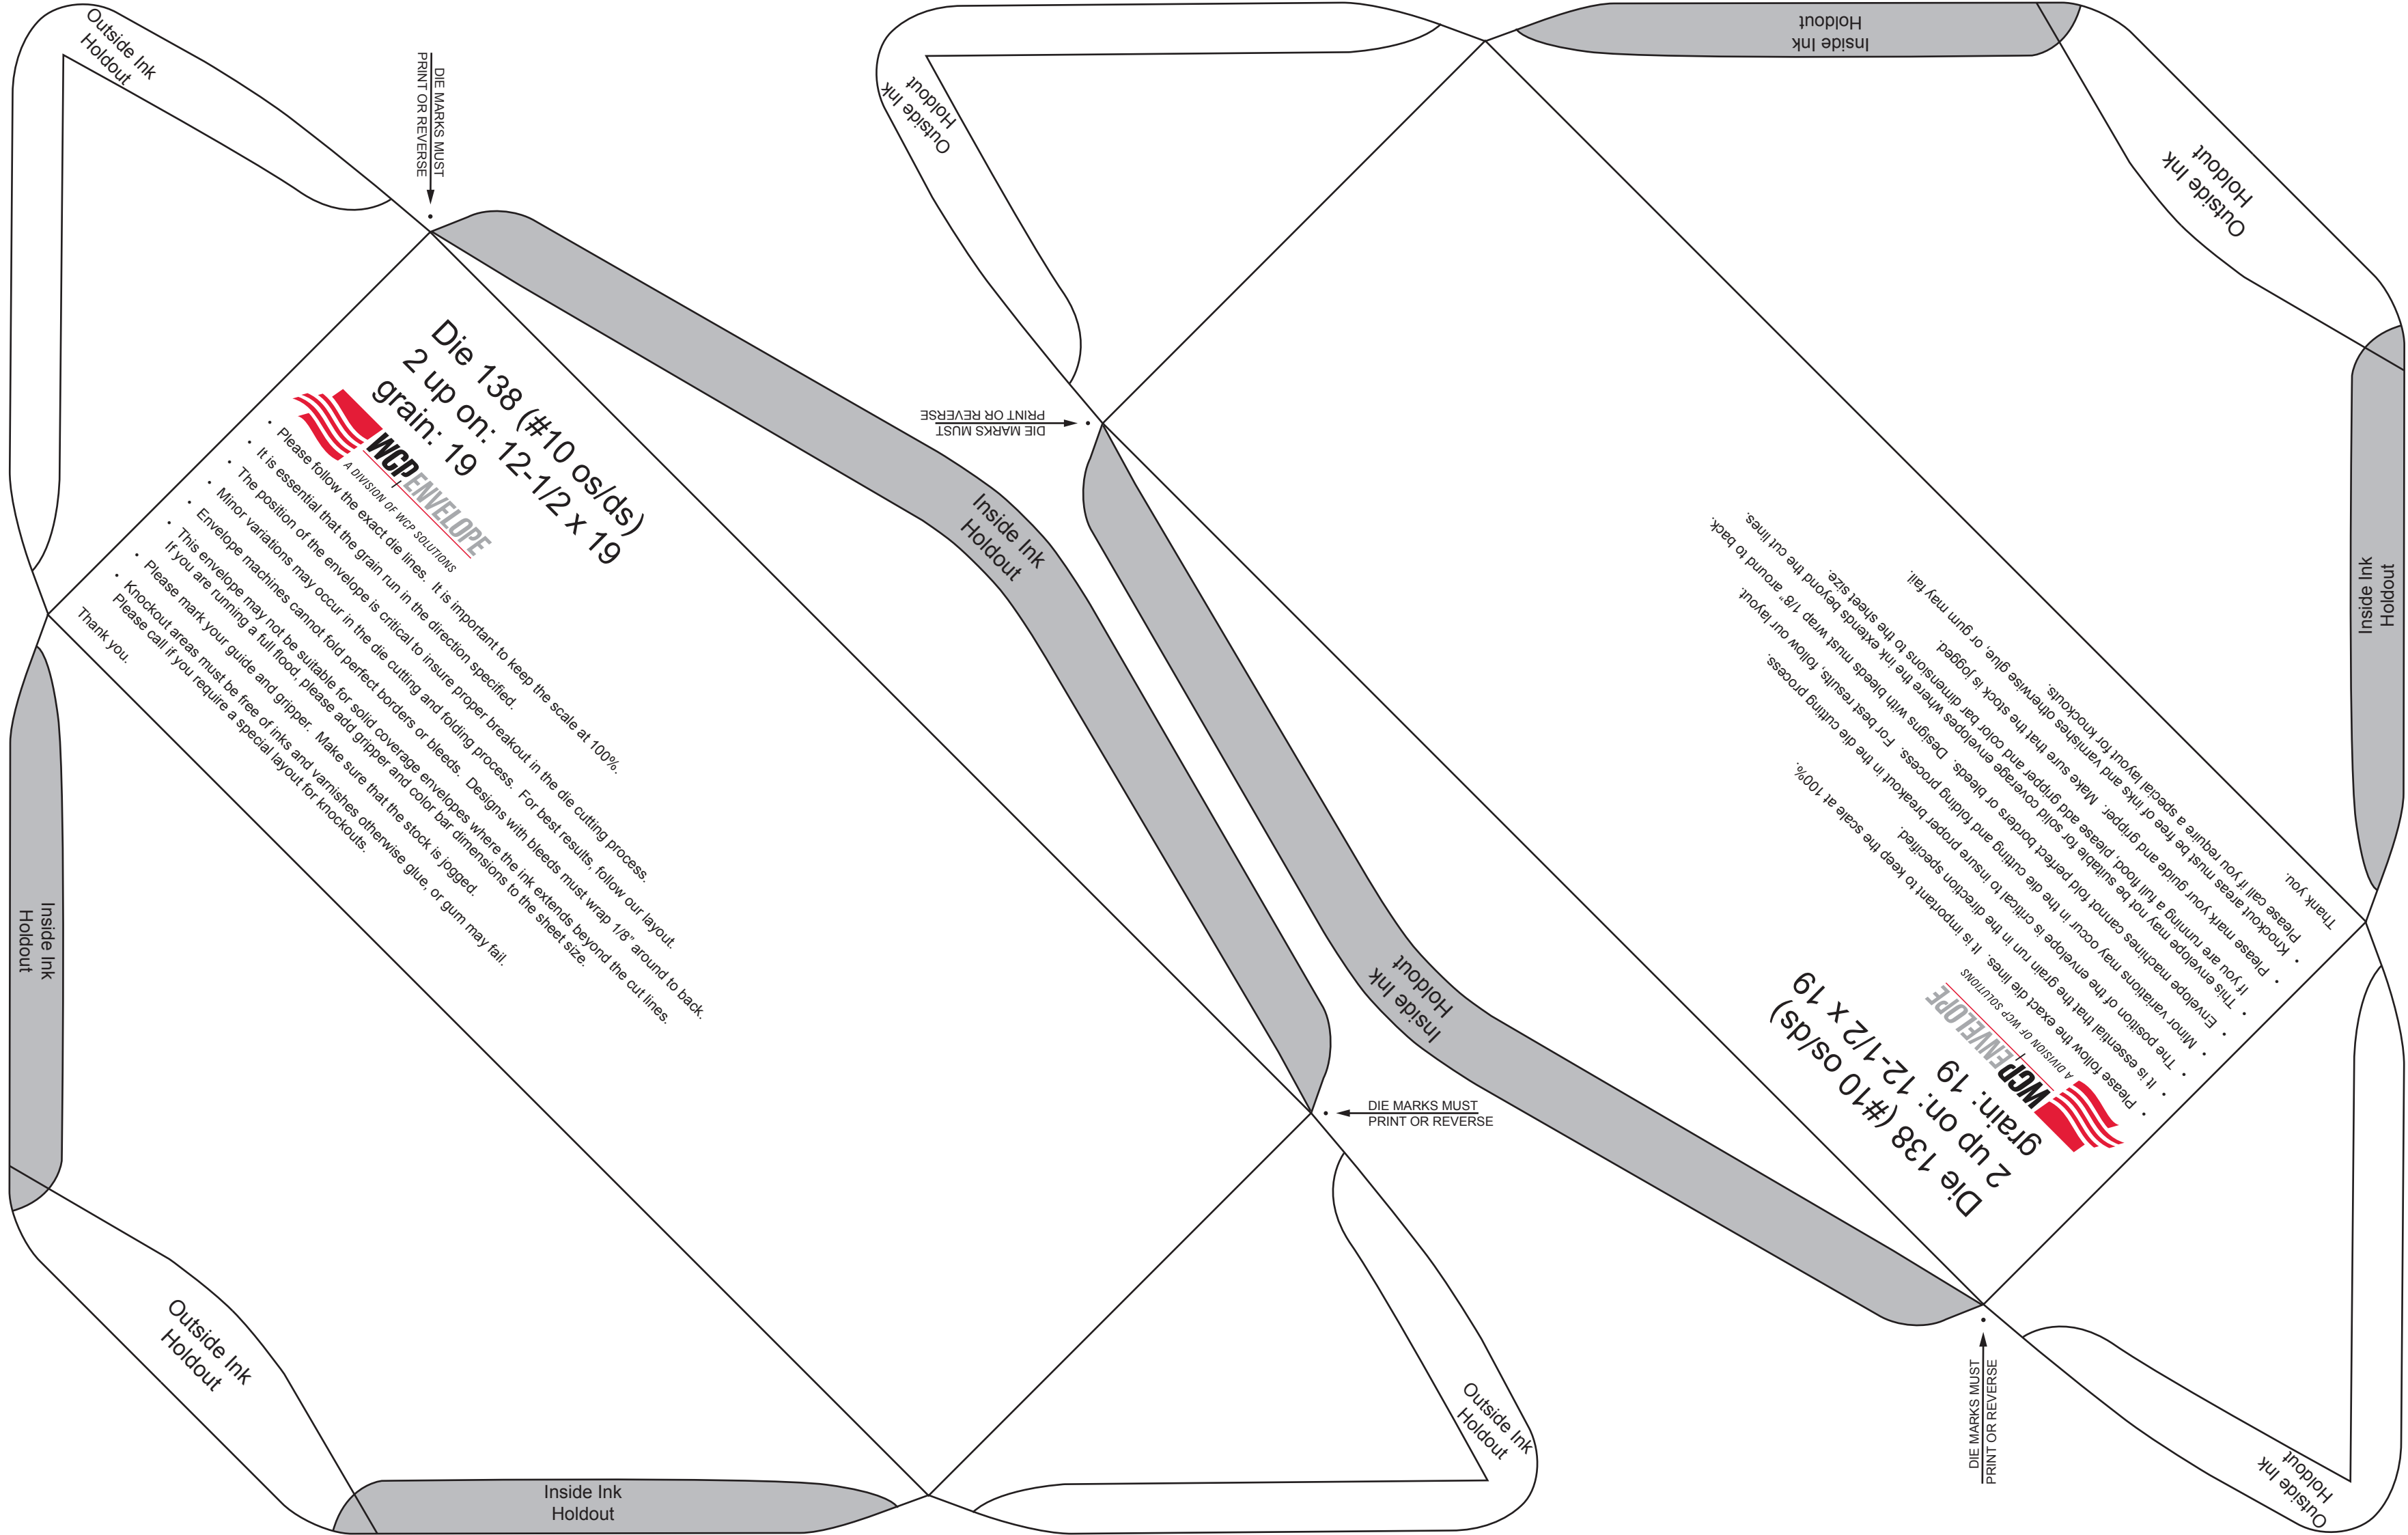 Outside Ink
Holdout
DIE MARKS MUST
PRINT OR REVERSE
Die 138 (#10 os/ds)
2 up on: 12-1/2 x 19
grain: 19
WCP ENVELOPE
A DIVISION OF WCP SOLUTIONS
• Please follow the exact die lines. It is important to keep the scale at 100%.
• It is essential that the grain run in the direction specified.
• The position of the envelope is critical to insure proper breakout in the die cutting process.
• Minor variations may occur in the die cutting and folding process. For best results, follow our layout.
• Envelope machines cannot fold perfect borders or bleeds. Designs with bleeds must wrap 1/8" around to back.
• This envelope may not be suitable for solid coverage envelopes where the ink extends beyond the cut lines.
If you are running a full flood, please add gripper and color bar dimensions to the sheet size.
• Please mark your guide and gripper. Make sure that the stock is jogged.
• Knockout areas must be free of inks and varnishes otherwise glue, or gum may fail.
Please call if you require a special layout for knockouts.
Thank you.
Inside Ink
Holdout
Inside Ink
Holdout
Outside Ink
Holdout
Inside Ink
Holdout
DIE MARKS MUST
PRINT OR REVERSE
Outside Ink
Holdout
Outside Ink
Holdout
Inside Ink
Holdout
Outside Ink
Holdout
DIE MARKS MUST
PRINT OR REVERSE
Inside Ink
Holdout
Inside Ink
Holdout
Die 138 (#10 os/ds)
2 up on: 12-1/2 x 19
grain: 19
WCP ENVELOPE
A DIVISION OF WCP SOLUTIONS
• Please follow the exact die lines. It is important to keep the scale at 100%.
• It is essential that the grain run in the direction specified.
• The position of the envelope is critical to insure proper breakout in the die cutting process.
• Minor variations may occur in the die cutting and folding process. For best results, follow our layout.
• Envelope machines cannot fold perfect borders or bleeds. Designs with bleeds must wrap 1/8" around to back.
• This envelope may not be suitable for solid coverage envelopes where the ink extends beyond the cut lines.
If you are running a full flood, please add gripper and color bar dimensions to the sheet size.
• Please mark your guide and gripper. Make sure that the stock is jogged.
• Knockout areas must be free of inks and varnishes otherwise glue, or gum may fail.
Please call if you require a special layout for knockouts.
Thank you.
DIE MARKS MUST
PRINT OR REVERSE
Outside Ink
Holdout